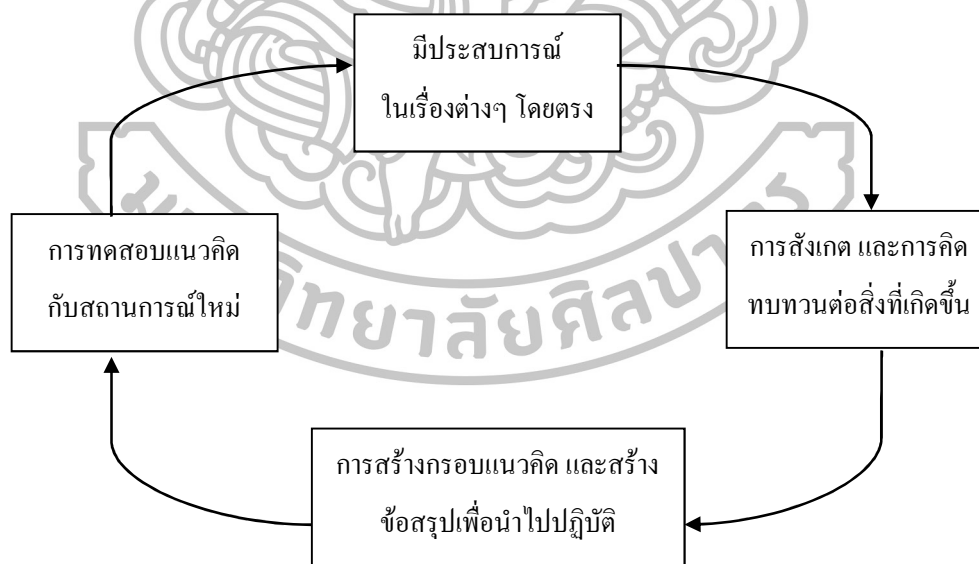 มีประสบการณ์
ในเรื่องต่างๆ โดยตรง
การทดสอบแนวคิด
กับสถานการณ์ใหม่
การสังเกต และการคิด
ทบทวนต่อสิ่งที่เกิดขึ้น
การสร้างกรอบแนวคิด และสร้าง
ข้อสรุปเพื่อนำไปปฏิบัติ